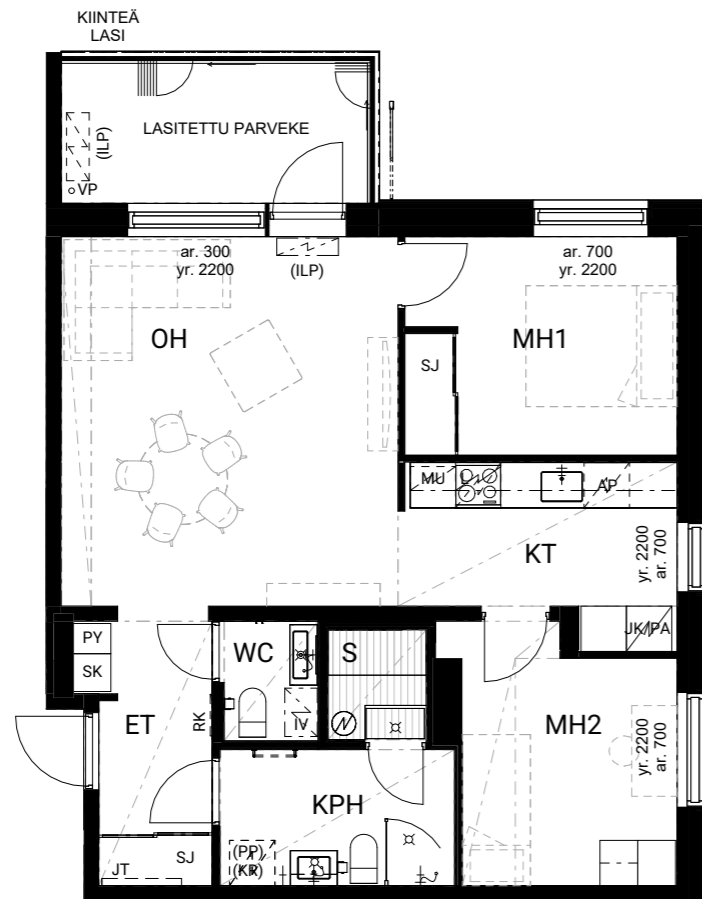 KIINTEÄ
LASI
LASITETTU PARVEKE
(ILP)
VP
ar. 300
yr. 2200
(ILP)
ar. 700
yr. 2200
OH
MH1
SJ
MU
AP
KT
yr. 2200
ar. 700
JK/PA
PY
SK
WC
S
ET
RK
IV
MH2
yr. 2200
ar. 700
KPH
(PP)
(KR)
JT
SJ